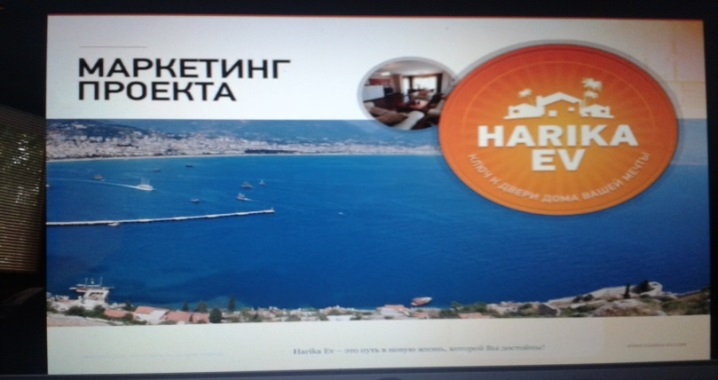 МАРКЕТИНГ
ПРОЕКТА
HARIKA
EV
КЛЮЧ К ДВЕРИ ДОМА ВАШЕЙ МЕЧТЫ
Harika Ev – это путь в новую жизнь, которой Вы достойны!